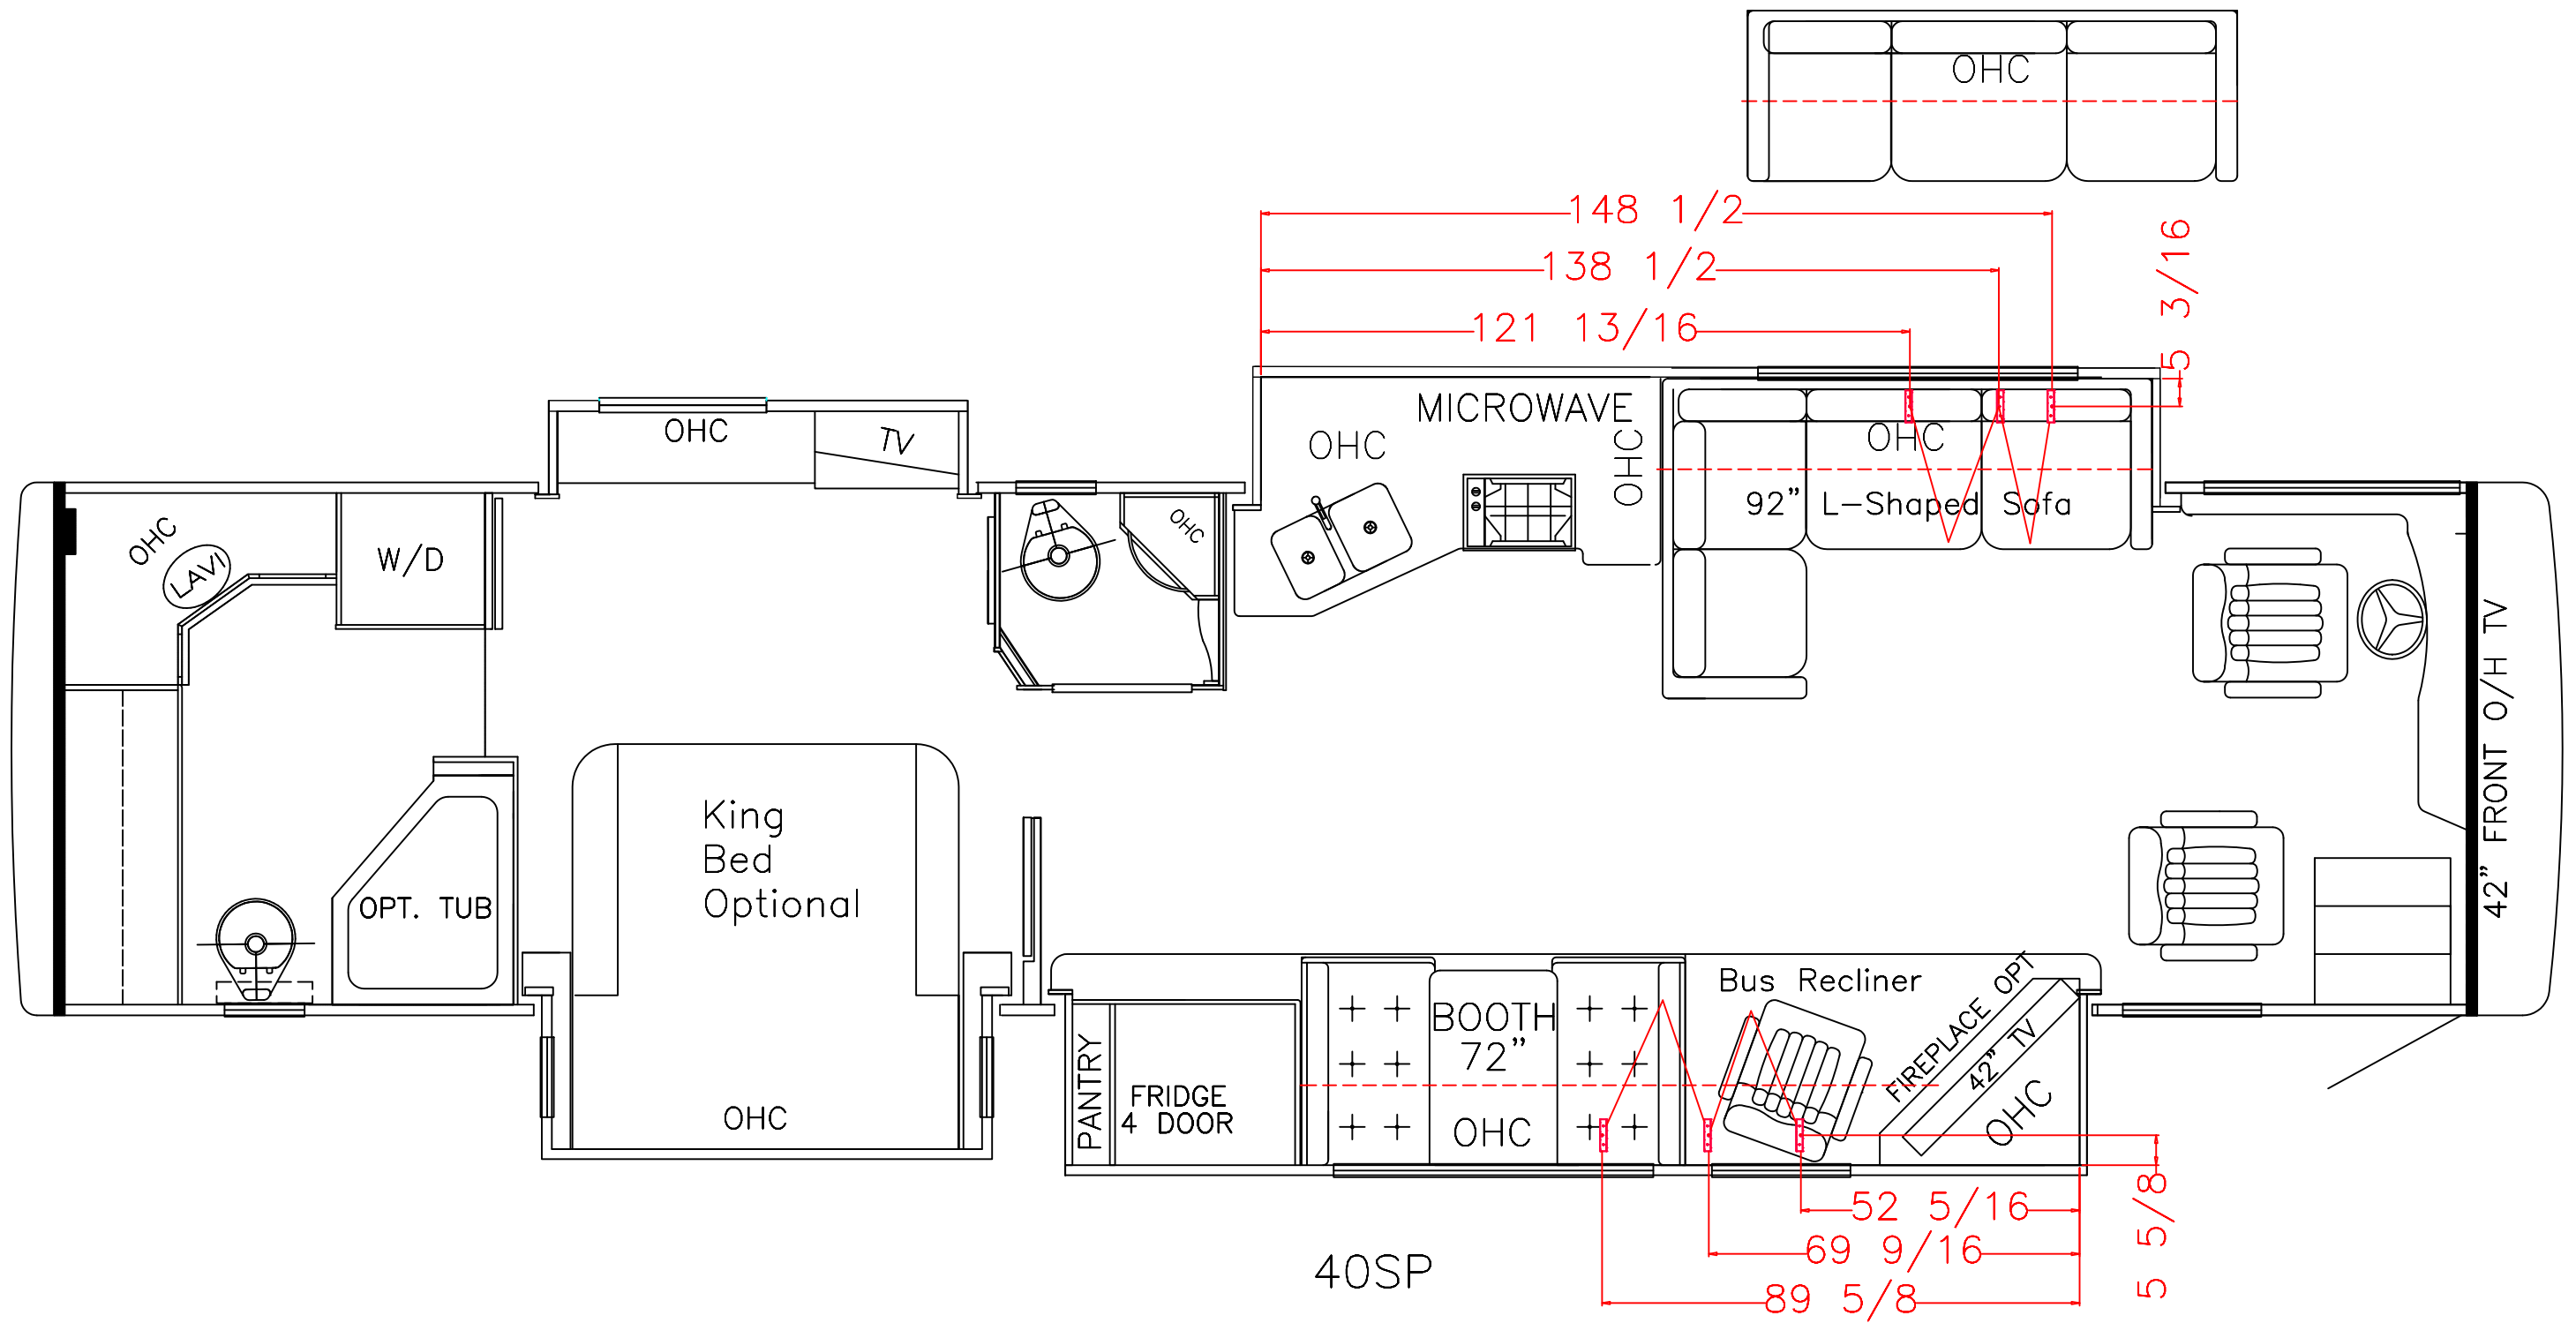 OHC
148 1/2
138 1/2
121 13/16
5 3/16
OHC
TV
MICROWAVE
OHC
OHC
OHC
92" L-Shaped Sofa
OHC
LAVI
W/D
OHC
42" FRONT O/H TV
King
Bed
Optional
OPT. TUB
OHC
PANTRY
FRIDGE
4 DOOR
BOOTH
72"
OHC
Bus Recliner
FIREPLACE OPT
42" TV
OHC
52 5/16
69 9/16
89 5/8
5 5/8
40SP